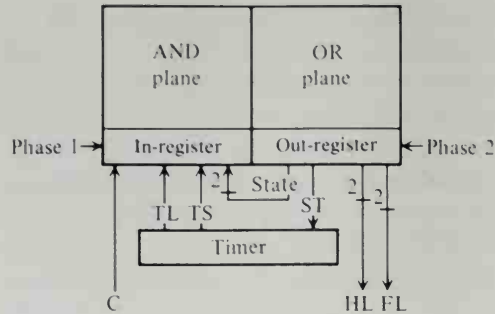 AND plane
OR plane
Phase 1
In-register
Out-register
Phase 2
2
State
2
2
TL
TS
ST
Timer
C
HL
FL